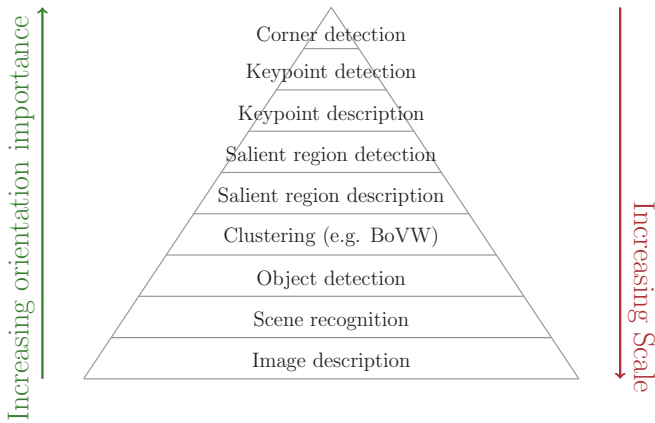 Increasing orientation importance
Corner detection
Keypoint detection
Keypoint description
Salient region detection
Salient region description
Clustering (e.g. BoVW)
Object detection
Scene recognition
Image description
Increasing Scale